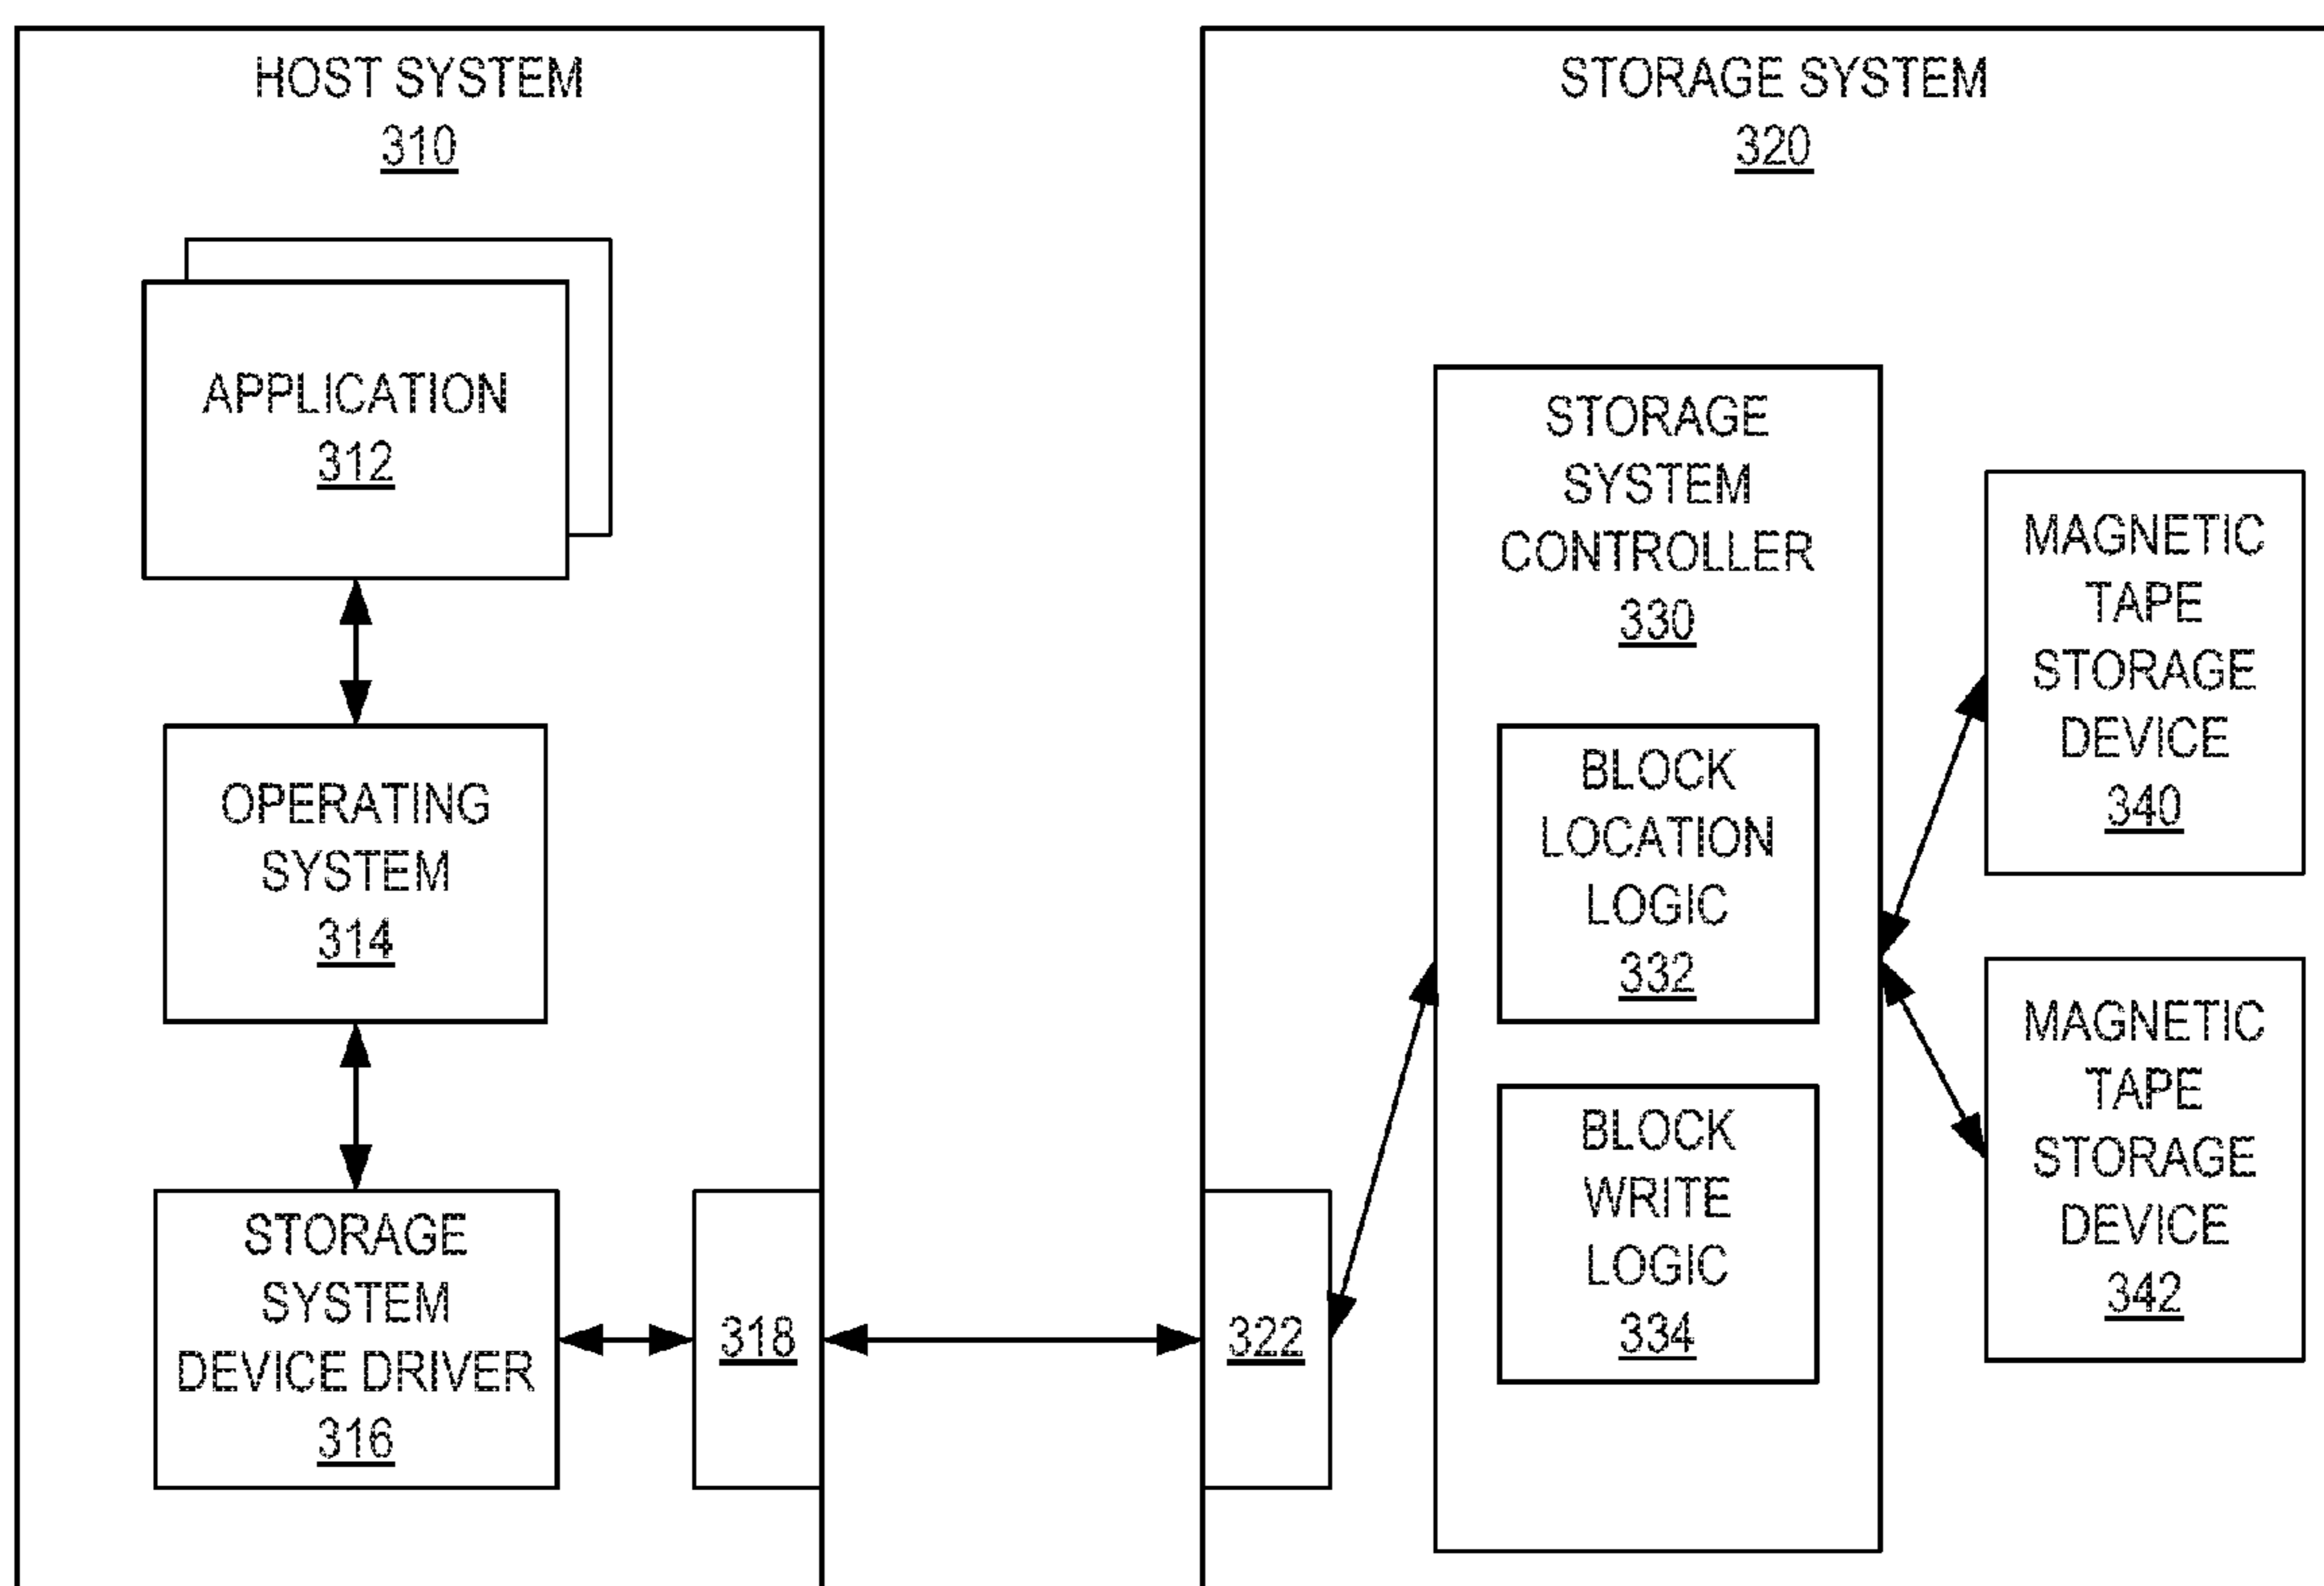 HOST SYSTEM
310
APPLICATION
312
OPERATING
SYSTEM
314
STORAGE
SYSTEM
DEVICE DRIVER
316
318
STORAGE SYSTEM
320
322
STORAGE
SYSTEM
CONTROLLER
330
BLOCK
LOCATION
LOGIC
332
BLOCK
WRITE
LOGIC
334
MAGNETIC
TAPE
STORAGE
DEVICE
340
MAGNETIC
TAPE
STORAGE
DEVICE
342